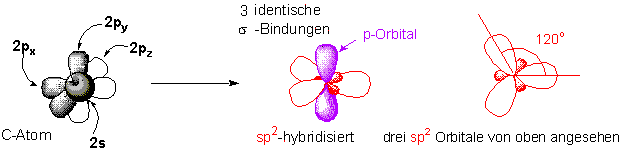 2py
2px
2pz
2s
C-Atom
3 identische
σ -Bindungen
p-Orbital
sp2-hybridisiert
120°
drei sp2 Orbitale von oben angesehen